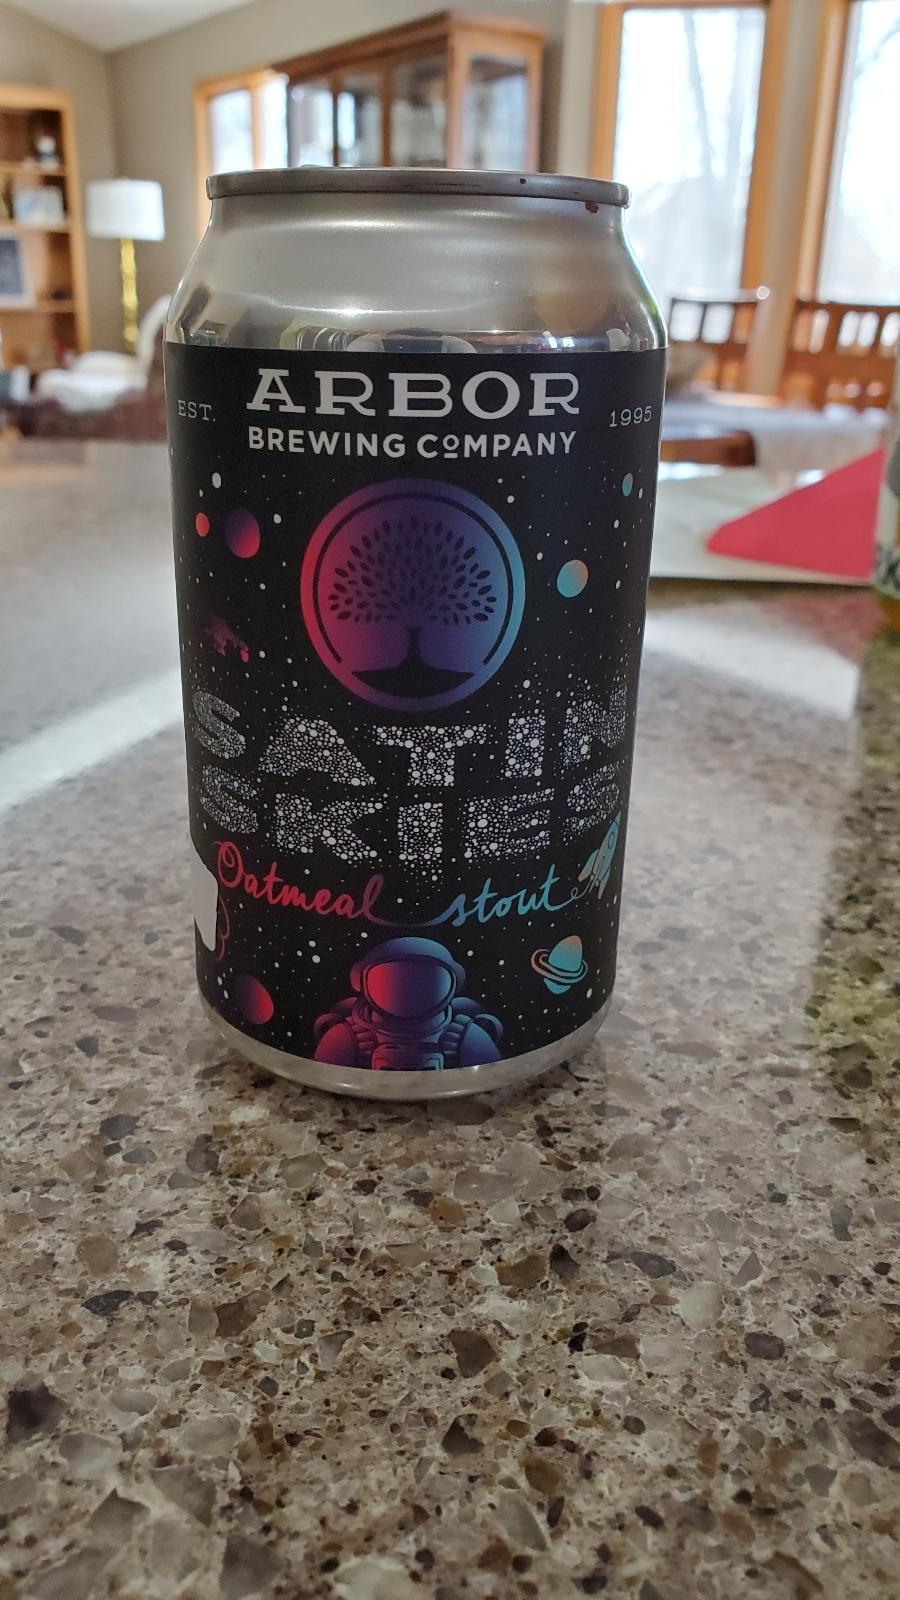 ARBOR
EST. 1995
BREWING COMPANY
SATIN
SKIES
Oatmeal stout